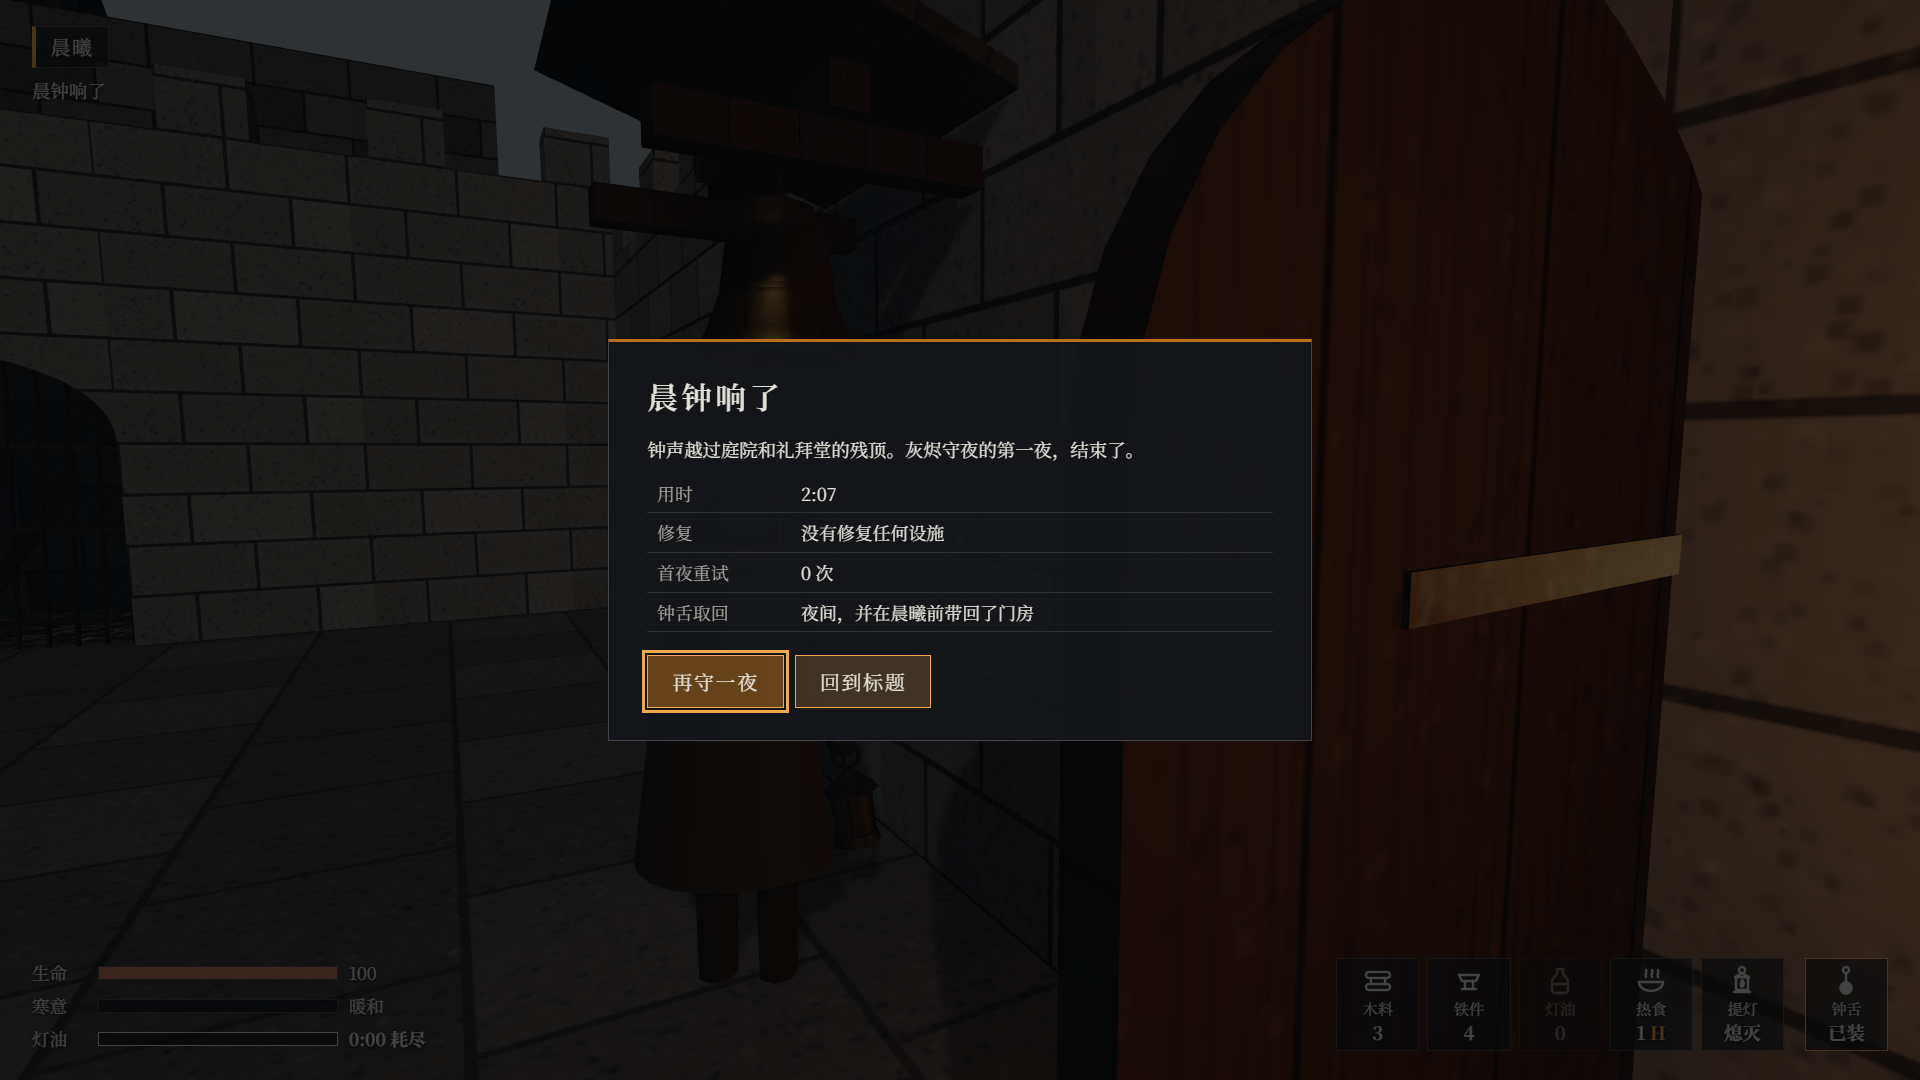 晨曦
晨钟响了
晨钟响了
钟声越过庭院和礼拜堂的残顶。灰烬守夜的第一夜，结束了。
用时 2:07
修复 没有修复任何设施
首夜重试 0 次
钟舌取回 夜间，并在晨曦前带回了门房
再守一夜 回到标题
生命 100
寒意 暖和
灯油 0:00 耗尽
木料 铁件 灯油 热食 提灯 钟舌
3 4 0 1 H 熄灭 已装